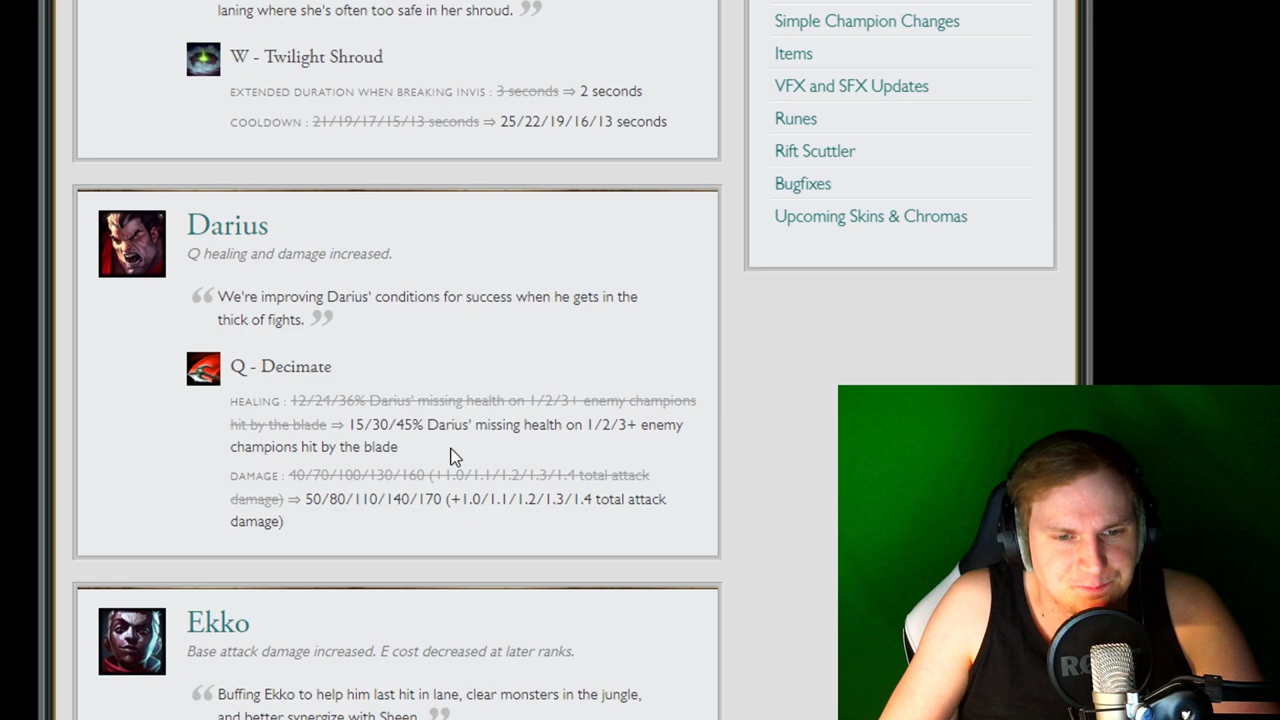 laning where she's often too safe in her shroud.
W - Twilight Shroud
EXTENDED DURATION WHEN BREAKING INVIS : 3 seconds ⇒ 2 seconds
COOLDOWN : 21/19/17/15/13 seconds ⇒ 25/22/19/16/13 seconds
Darius
Q healing and damage increased.
We're improving Darius' conditions for success when he gets in the
thick of fights.
Q - Decimate
HEALING : 12/24/36% Darius' missing health on 1/2/3+ enemy champions
hit by the blade ⇒ 15/30/45% Darius' missing health on 1/2/3+ enemy
champions hit by the blade
DAMAGE : 40/70/100/130/160 (+1.0/1.1/1.2/1.3/1.4 total attack
damage) ⇒ 50/80/110/140/170 (+1.0/1.1/1.2/1.3/1.4 total attack
damage)
Ekko
Base attack damage increased. E cost decreased at later ranks.
Buffing Ekko to help him last hit in lane, clear monsters in the jungle,
and better synergize with Sheen.
Simple Champion Changes
Items
VFX and SFX Updates
Runes
Rift Scuttler
Bugfixes
Upcoming Skins & Chromas